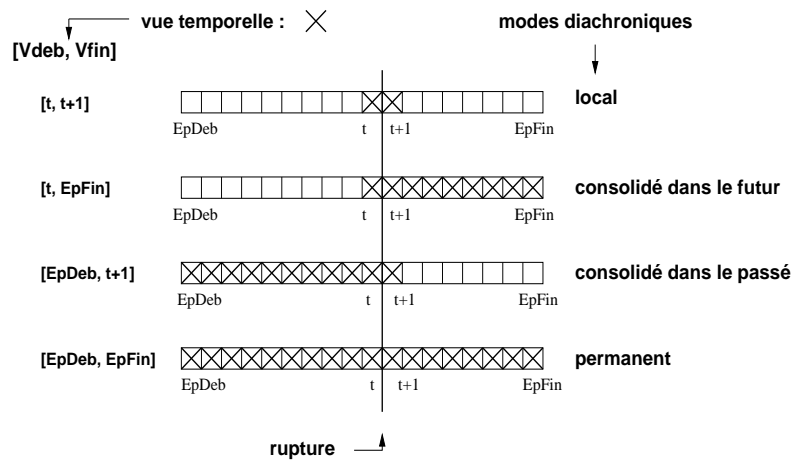 vue temporelle :
modes diachroniques
[Vdeb, Vfin]
[t, t+1]
local
EpDeb t t+1 EpFin
[t, EpFin]
consolidé dans le futur
EpDeb t t+1 EpFin
[EpDeb, t+1]
consolidé dans le passé
EpDeb t t+1 EpFin
[EpDeb, EpFin]
permanent
EpDeb t t+1 EpFin
rupture